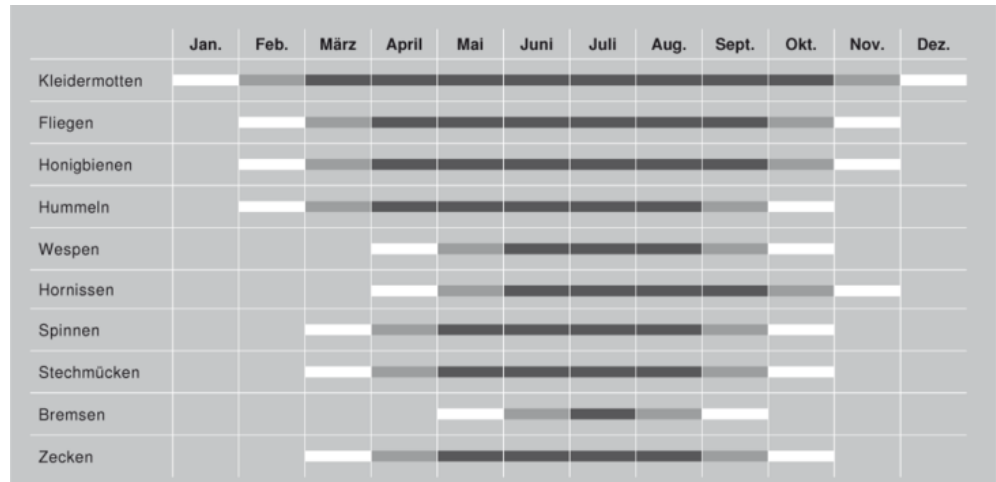 Jan. Feb. März April Mai Juni Juli Aug. Sept. Okt. Nov. Dez.
Kleidermotten
Fliegen
Honigbienen
Hummeln
Wespen
Hornissen
Spinnen
Stechmücken
Bremsen
Zecken